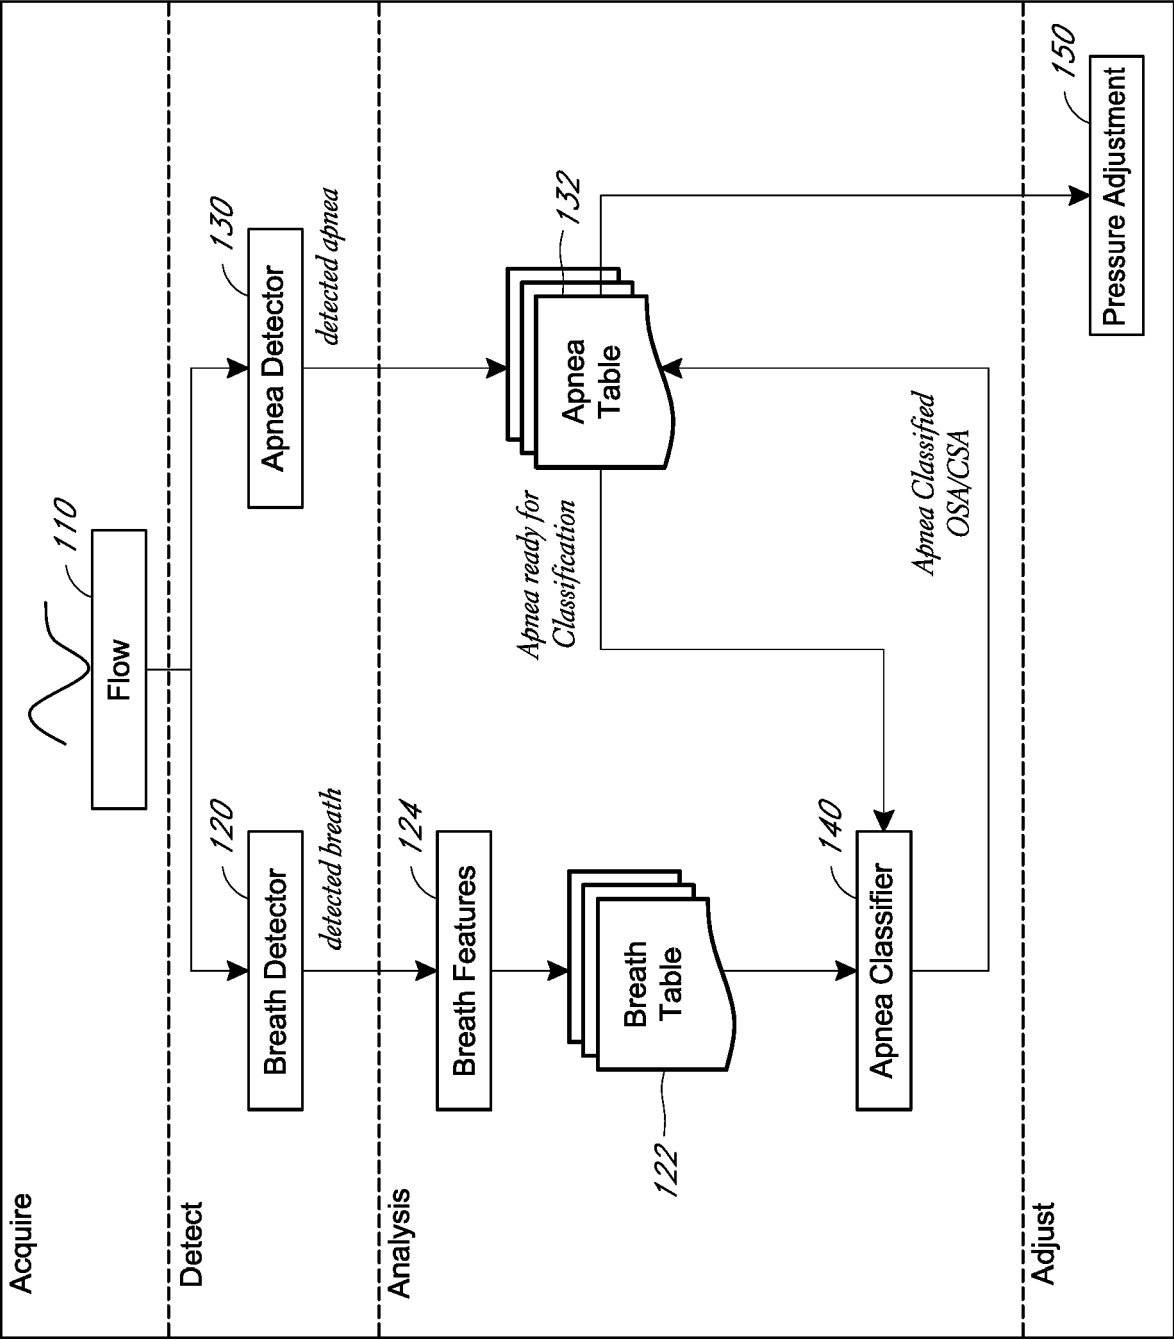 Acquire
110
Flow
Detect
120
Breath Detector
detected breath
130
Apnea Detector
detected apnea
Analysis
124
Breath Features
Breath
Table
122
132
Apnea
Table
Apnea ready for
Classification
140
Apnea Classifier
Apnea Classified
OSA/CSA
Adjust
150
Pressure Adjustment